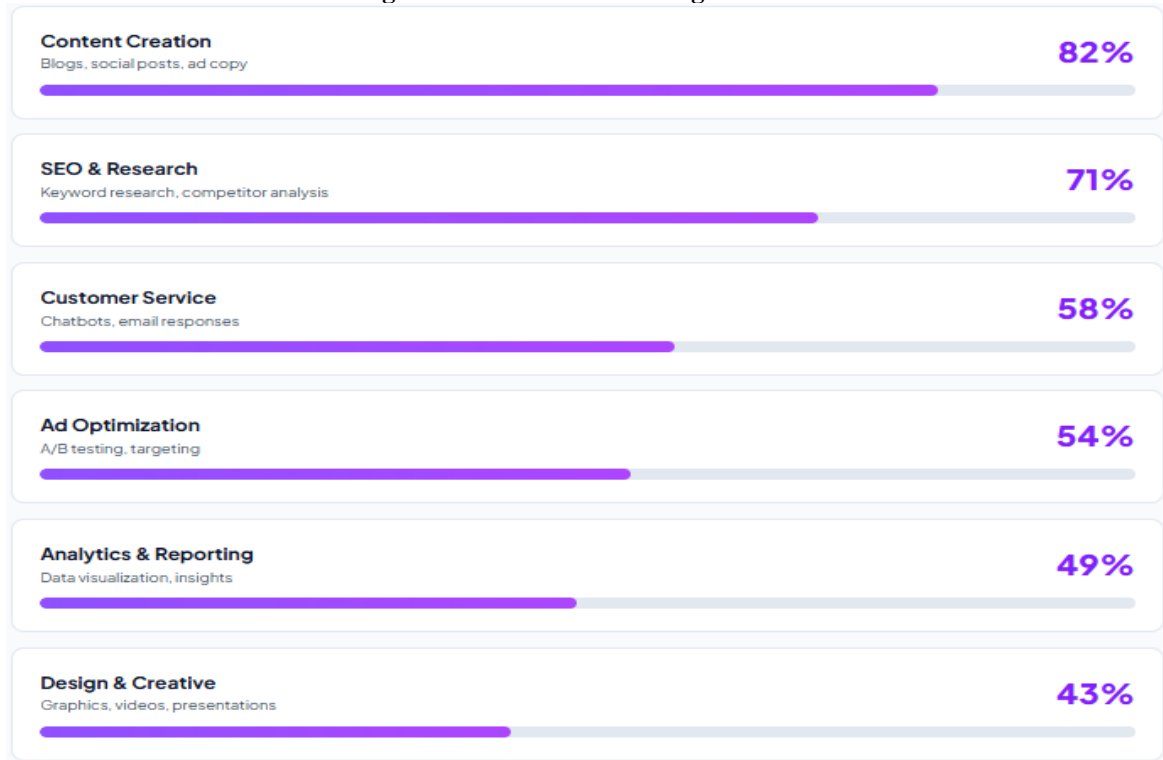 Content Creation
Blogs, social posts, ad copy
82%
SEO & Research
Keyword research, competitor analysis
71%
Customer Service
Chatbots, email responses
58%
Ad Optimization
A/B testing, targeting
54%
Analytics & Reporting
Data visualization, insights
49%
Design & Creative
Graphics, videos, presentations
43%